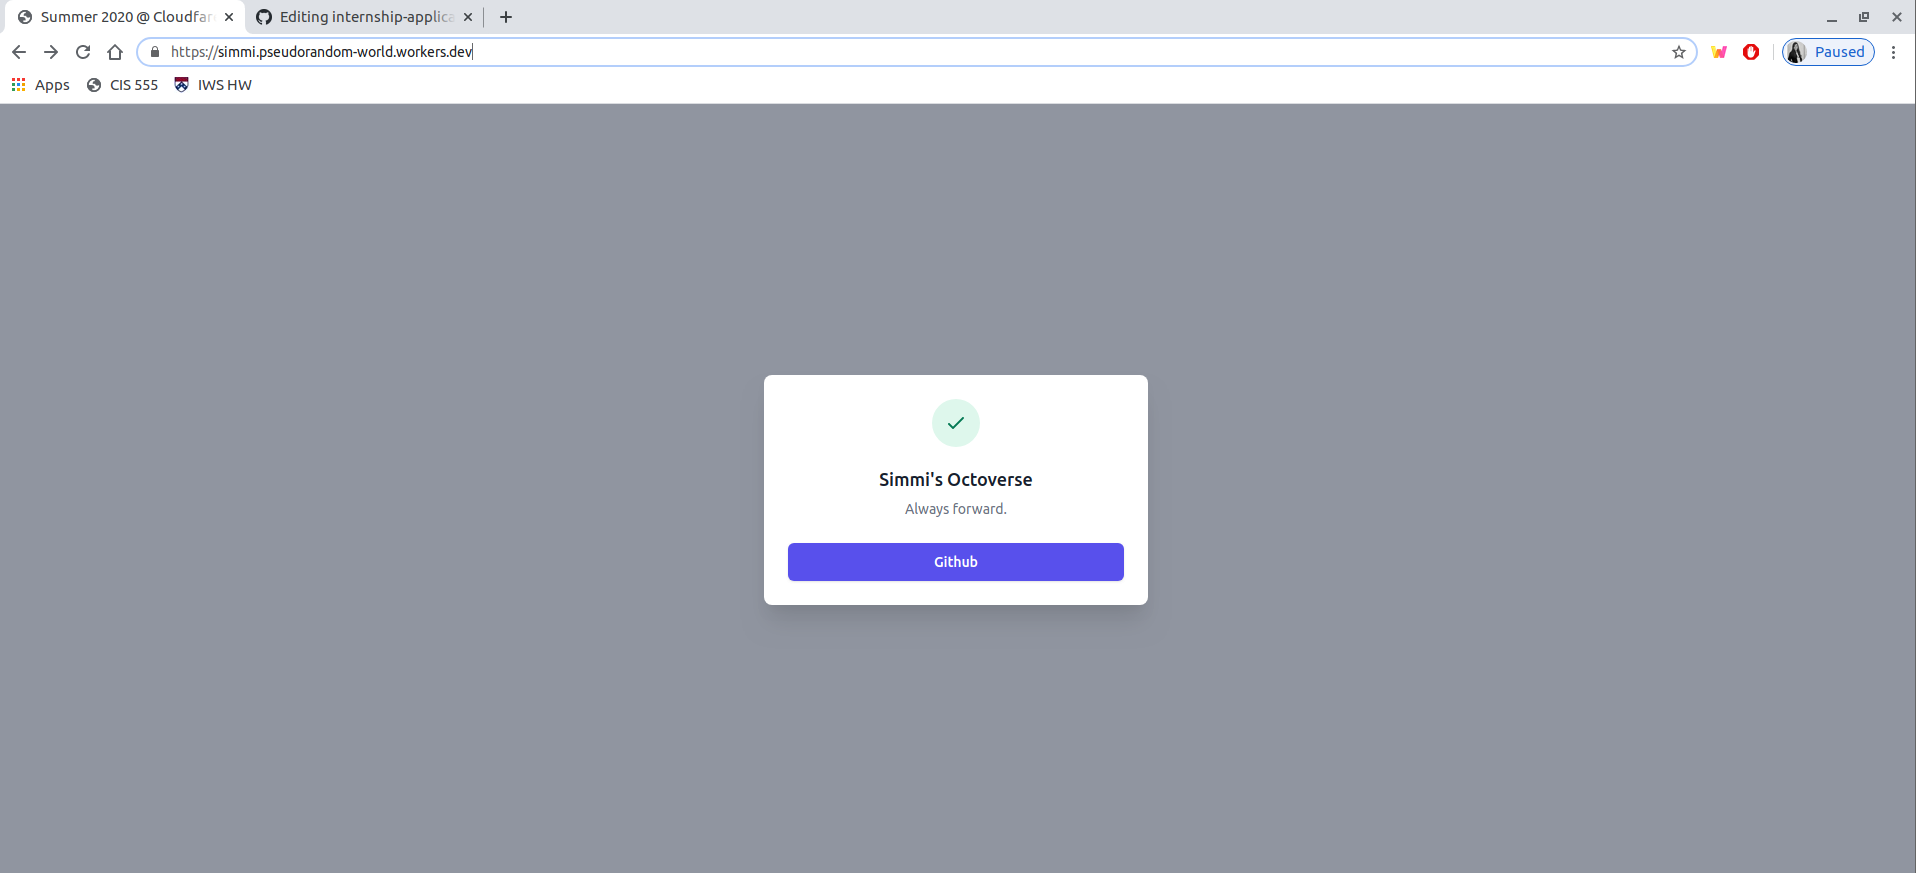 Summer 2020 @ Cloudfar
Editing internship-applica
https://simmi.pseudorandom-world.workers.dev
Paused
Apps
CIS 555
IWS HW
Simmi's Octoverse
Always forward.
Github